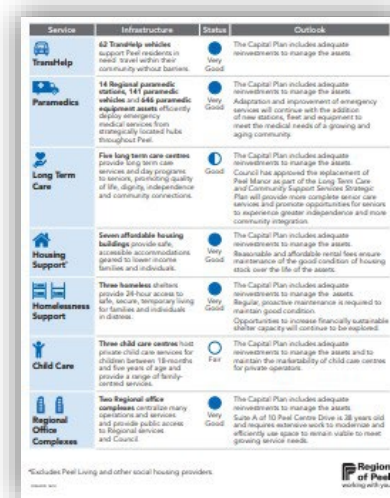 Service Infrastructure Status Outlook
TransHelp
62 TransHelp vehicles
support Peel residents in
need travel within their
community without barriers.
Very
Good
The Capital Plan includes adequate
reinvestments to manage the assets.
Paramedics
14 Regional paramedic
stations, 141 paramedic
vehicles and 646 paramedic
equipment assets efficiently
deploy emergency
medical services from
strategically located hubs
throughout Peel.
Very
Good
The Capital Plan includes adequate
reinvestments to manage the assets.
Adaptation and improvement of emergency
services will continue with the addition
of new stations, fleet and equipment to
meet the medical needs of a growing and
aging community.
Long Term
Care
Five long term care centres
provide long term care
services and day programs
to seniors, promoting quality
of life, dignity, independence
and community connections.
Good
The Capital Plan includes adequate
reinvestments to manage the assets.
Council has approved the replacement of
Peel Manor as part of the Long Term Care
and Community Support Services Strategic
Plan will provide more complete senior care
services and promote opportunities for seniors
to experience greater independence and more
community integration.
Housing
Support*
Seven affordable housing
buildings provide safe,
accessible accommodations
geared to lower income
families and individuals.
Very
Good
The Capital Plan includes adequate
reinvestments to manage the assets.
Reasonable and affordable rental fees ensure
maintenance of the good condition of housing
stock over the life of the assets.
Homelessness
Support
Three homeless shelters
provide 24-hour access to
safe, secure, temporary living
for families and individuals
in distress.
Very
Good
The Capital Plan includes adequate
reinvestments to manage the assets.
Regular, proactive maintenance is required to
maintain good condition.
Opportunities to increase financially sustainable
shelter capacity will continue to be explored.
Child Care
Three child care centres host
private child care services for
children between 18-months
and five years of age and
provide a range of family-
centred services.
Fair
The Capital Plan includes adequate
reinvestments to manage the assets and to
maintain the marketability of child care centres
for private operators.
Regional
Office
Complexes
Two Regional office
complexes centralize many
operations and services
and provide public access
to Regional services
and Council.
Very
Good
The Capital Plan includes adequate
reinvestments to manage the assets.
Suite A of 10 Peel Centre Drive is 38 years old
and requires extensive work to modernize and
efficiently use space to remain viable to meet
growing service needs.
*Excludes Peel Living and other social housing providers.
Region
of Peel
working with you